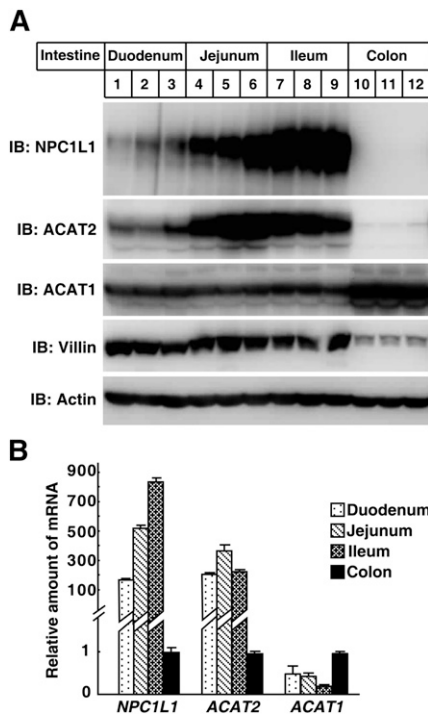 A
Intestine Duodenum Jejunum Ileum Colon
1 2 3 4 5 6 7 8 9 10 11 12
IB: NPC1L1
IB: ACAT2
IB: ACAT1
IB: Villin
IB: Actin
B
Relative amount of mRNA
900
700
500
300
100
1
0
Duodenum
Jejunum
Ileum
Colon
NPC1L1 ACAT2 ACAT1